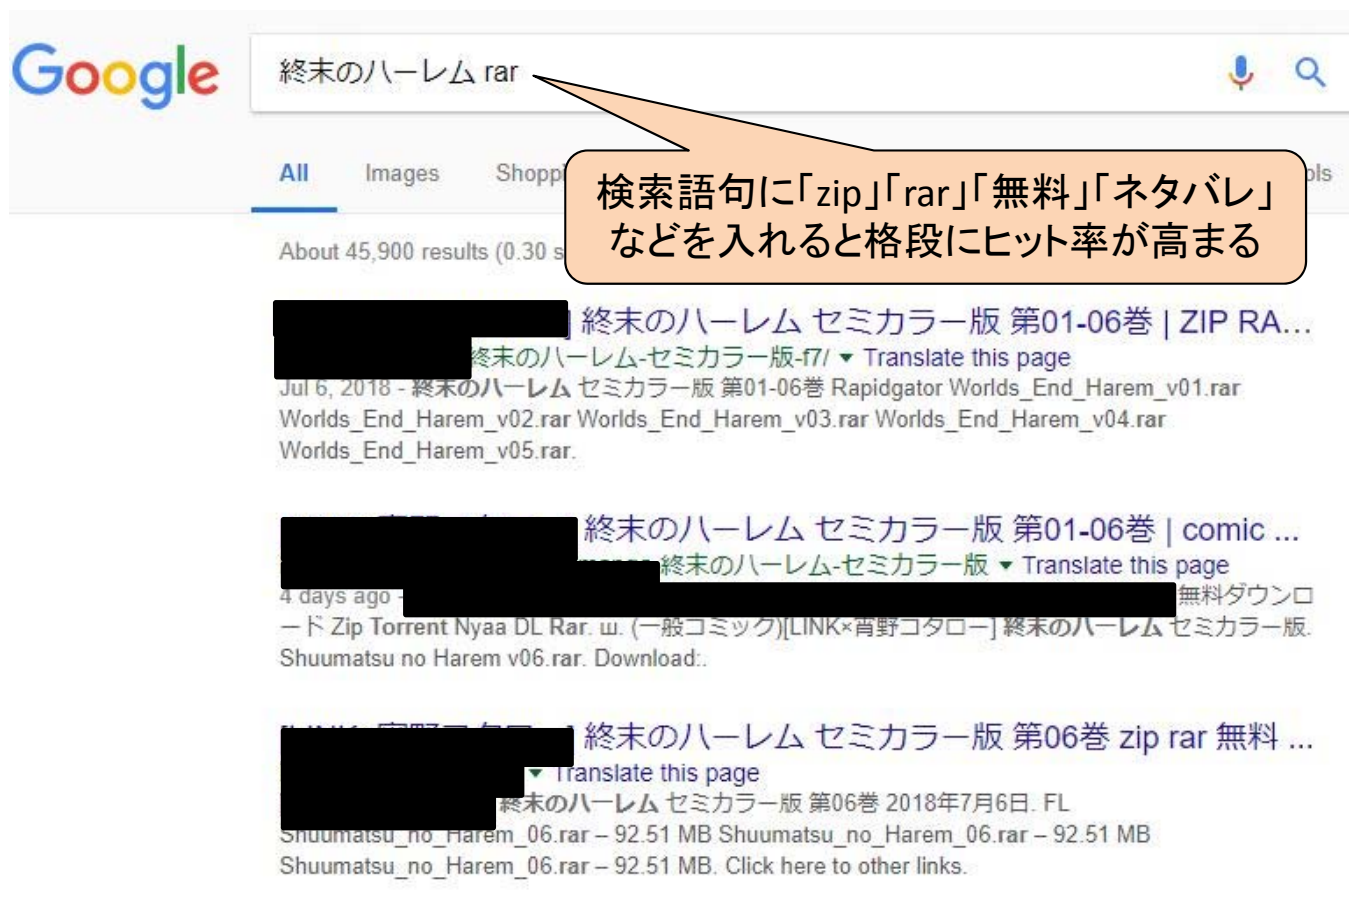 Google
終末のハーレム rar
All Images Shopp ols
検索語句に「zip」「rar」「無料」「ネタバレ」
などを入れると格段にヒット率が高まる
About 45,900 results (0.30 s
] 終末のハーレム セミカラー版 第01-06巻 | ZIP RA...
終末のハーレム-セミカラー版-f7/ ▼ Translate this page
Jul 6, 2018 - 終末のハーレム セミカラー版 第01-06巻 Rapidgator Worlds_End_Harem_v01.rar
Worlds_End_Harem_v02.rar Worlds_End_Harem_v03.rar Worlds_End_Harem_v04.rar
Worlds_End_Harem_v05.rar.
終末のハーレム セミカラー版 第01-06巻 | comic ...
終末のハーレム-セミカラー版 ▼ Translate this page
4 days ago - 無料ダウンロ
ード Zip Torrent Nyaa DL Rar. ш. (一般コミック)[LINK×宵野コタロー] 終末のハーレム セミカラー版.
Shuumatsu no Harem v06.rar. Download:.
終末のハーレム セミカラー版 第06巻 zip rar 無料 ...
▼ Translate this page
終末のハーレム セミカラー版 第06巻 2018年7月6日. FL
Shuumatsu_no_Harem_06.rar – 92.51 MB Shuumatsu_no_Harem_06.rar – 92.51 MB
Shuumatsu_no_Harem_06.rar – 92.51 MB. Click here to other links.